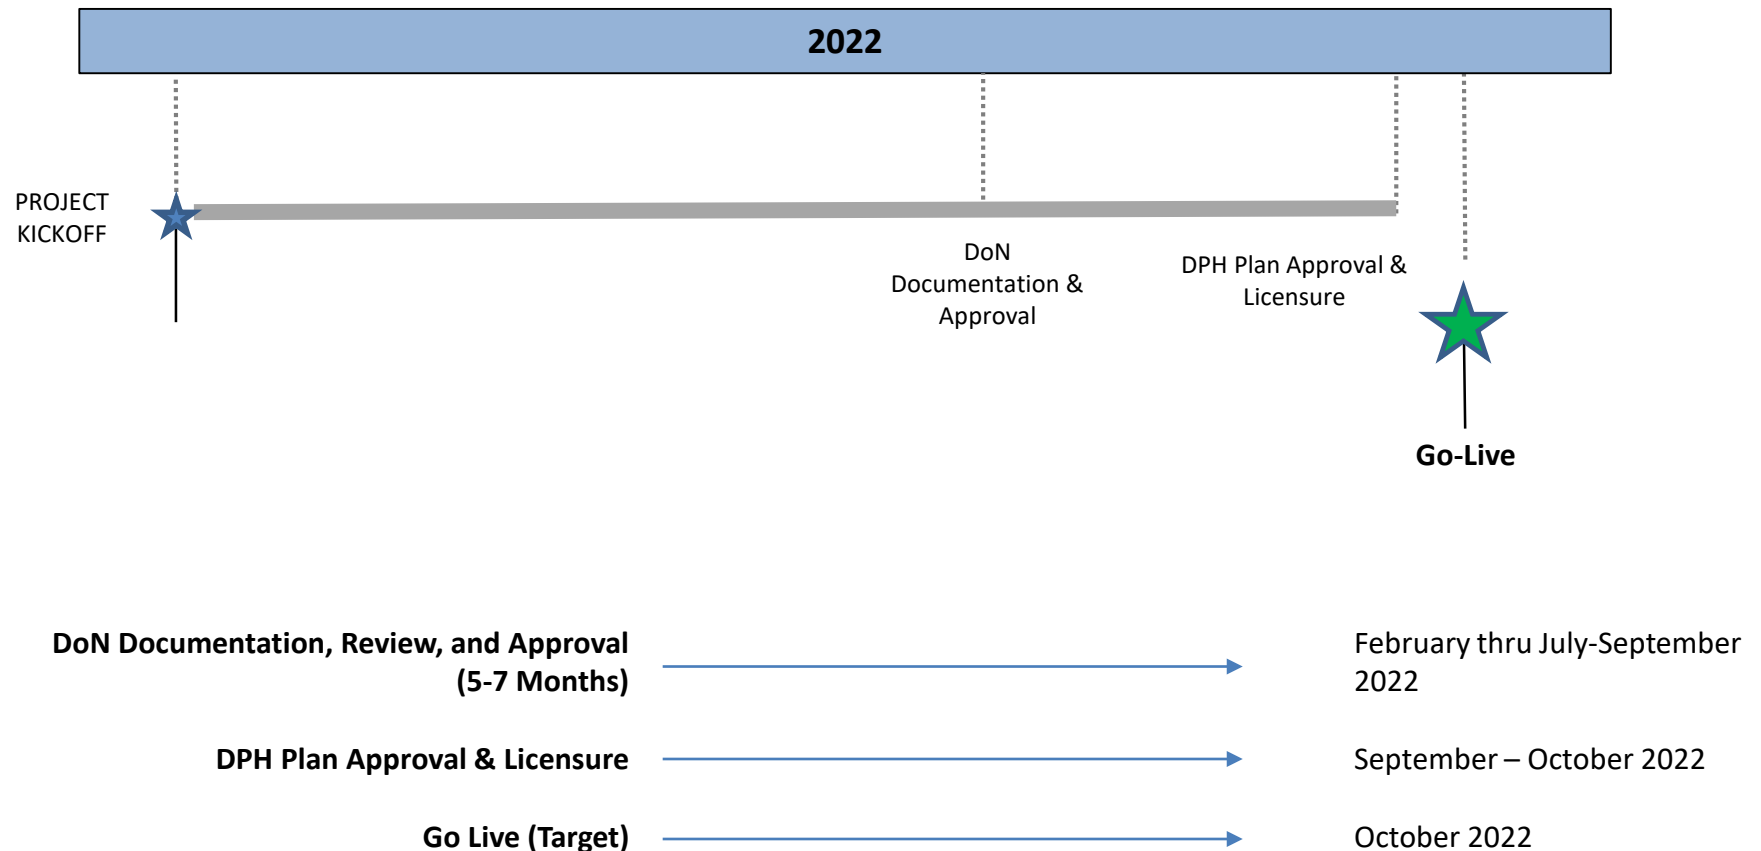 2022
PROJECT
KICKOFF
DoN
Documentation &
Approval
DPH Plan Approval &
Licensure
Go-Live
DoN Documentation, Review, and Approval
(5-7 Months)
February thru July-September
2022
DPH Plan Approval & Licensure
September – October 2022
Go Live (Target)
October 2022